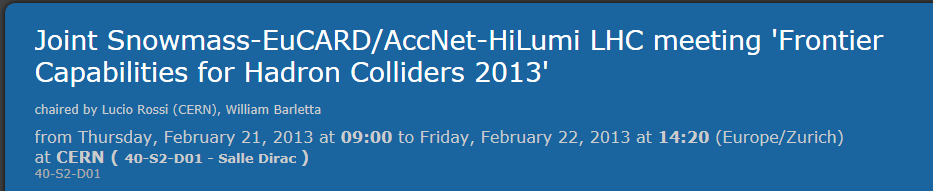 Joint Snowmass-EuCARD/AccNet-HiLumi LHC meeting 'Frontier
Capabilities for Hadron Colliders 2013'
chaired by Lucio Rossi (CERN), William Barletta
from Thursday, February 21, 2013 at 09:00 to Friday, February 22, 2013 at 14:20 (Europe/Zurich)
at CERN ( 40-S2-D01 - Salle Dirac )
40-S2-D01